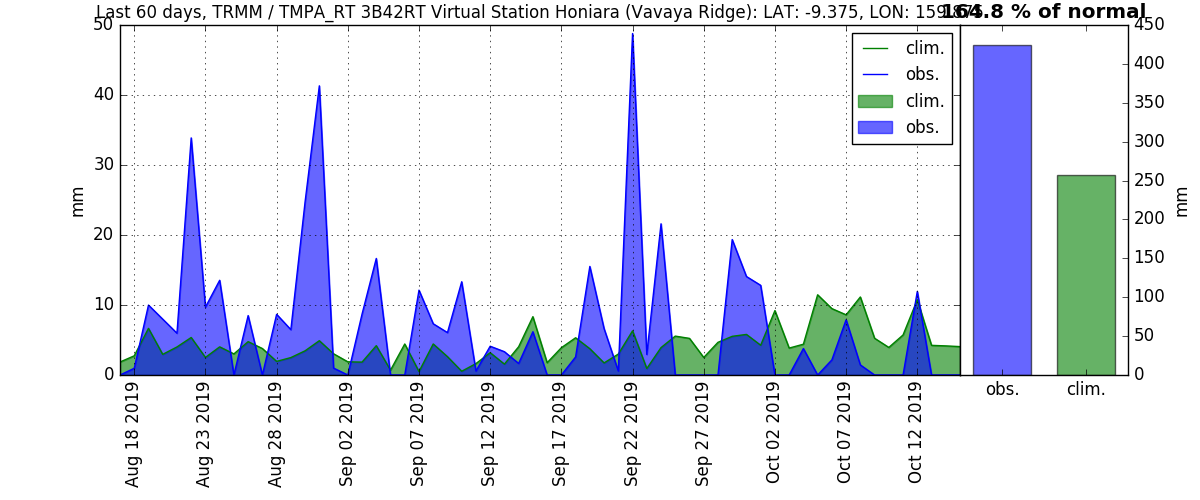 Last 60 days, TRMM / TMPA_RT 3B42RT Virtual Station Honiara (Vavaya Ridge): LAT: -9.375, LON:
164.8 % of normal
50
40
30
20
10
0
mm
clim.
obs.
clim.
obs.
450
400
350
300
250
200
150
100
50
0
mm
Aug 18 2019
Aug 23 2019
Aug 28 2019
Sep 02 2019
Sep 07 2019
Sep 12 2019
Sep 17 2019
Sep 22 2019
Sep 27 2019
Oct 02 2019
Oct 07 2019
Oct 12 2019
obs.
clim.